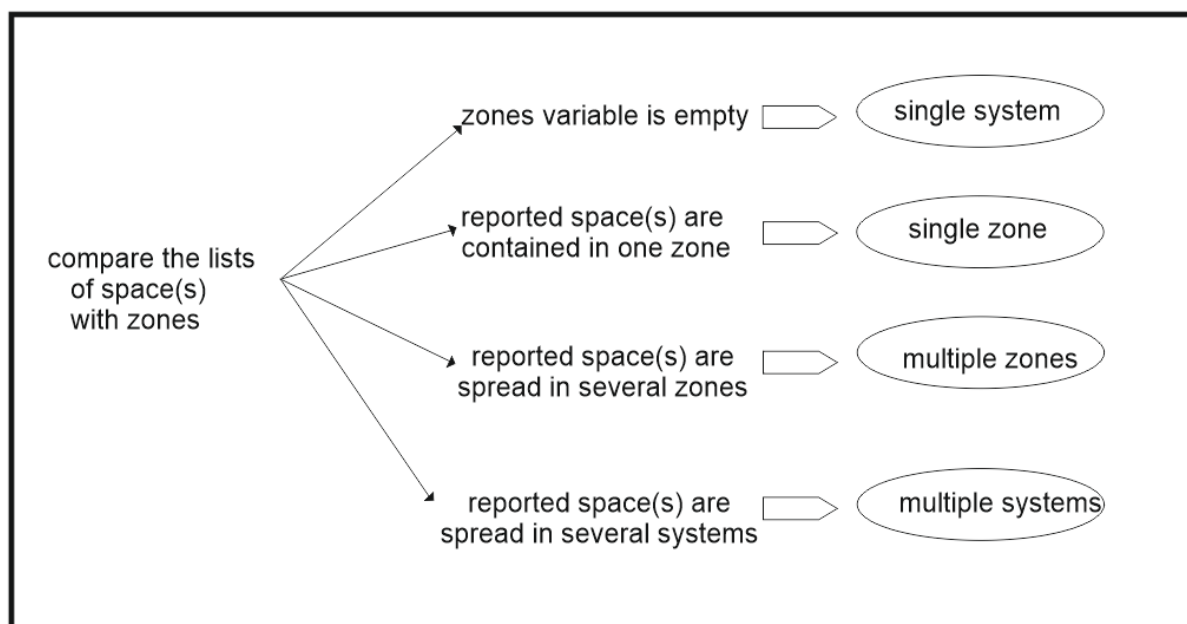 compare the lists
of space(s)
with zones
zones variable is empty
single system
reported space(s) are
contained in one zone
single zone
reported space(s) are
spread in several zones
multiple zones
reported space(s) are
spread in several systems
multiple systems